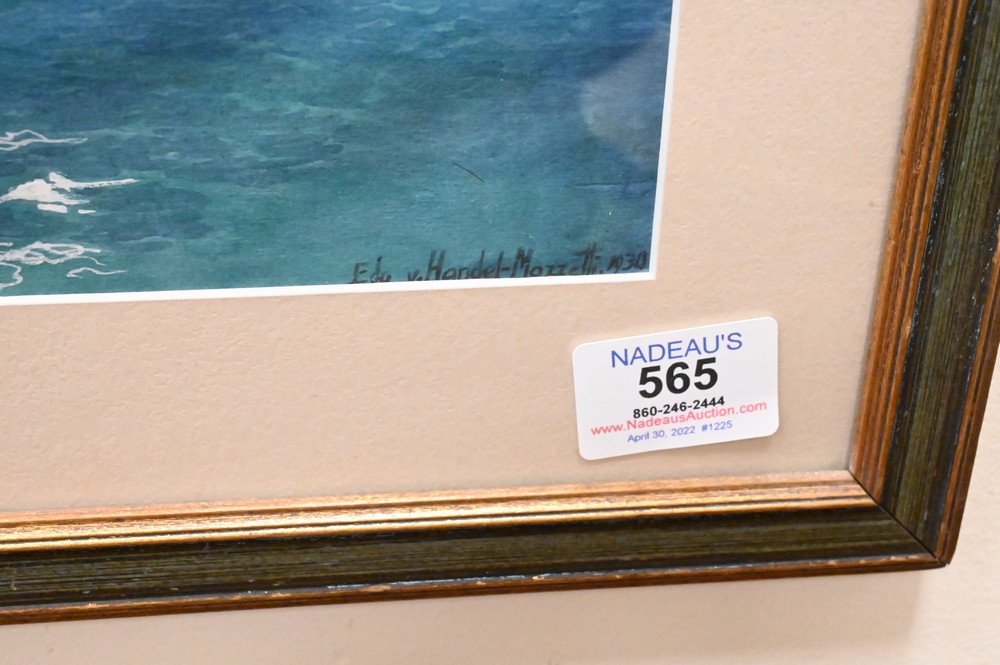 Edu v. Handel-Mazzetti. 1930
NADEAU'S
565
860-246-2444
www.NadeausAuction.com
April 30, 2022 #1225